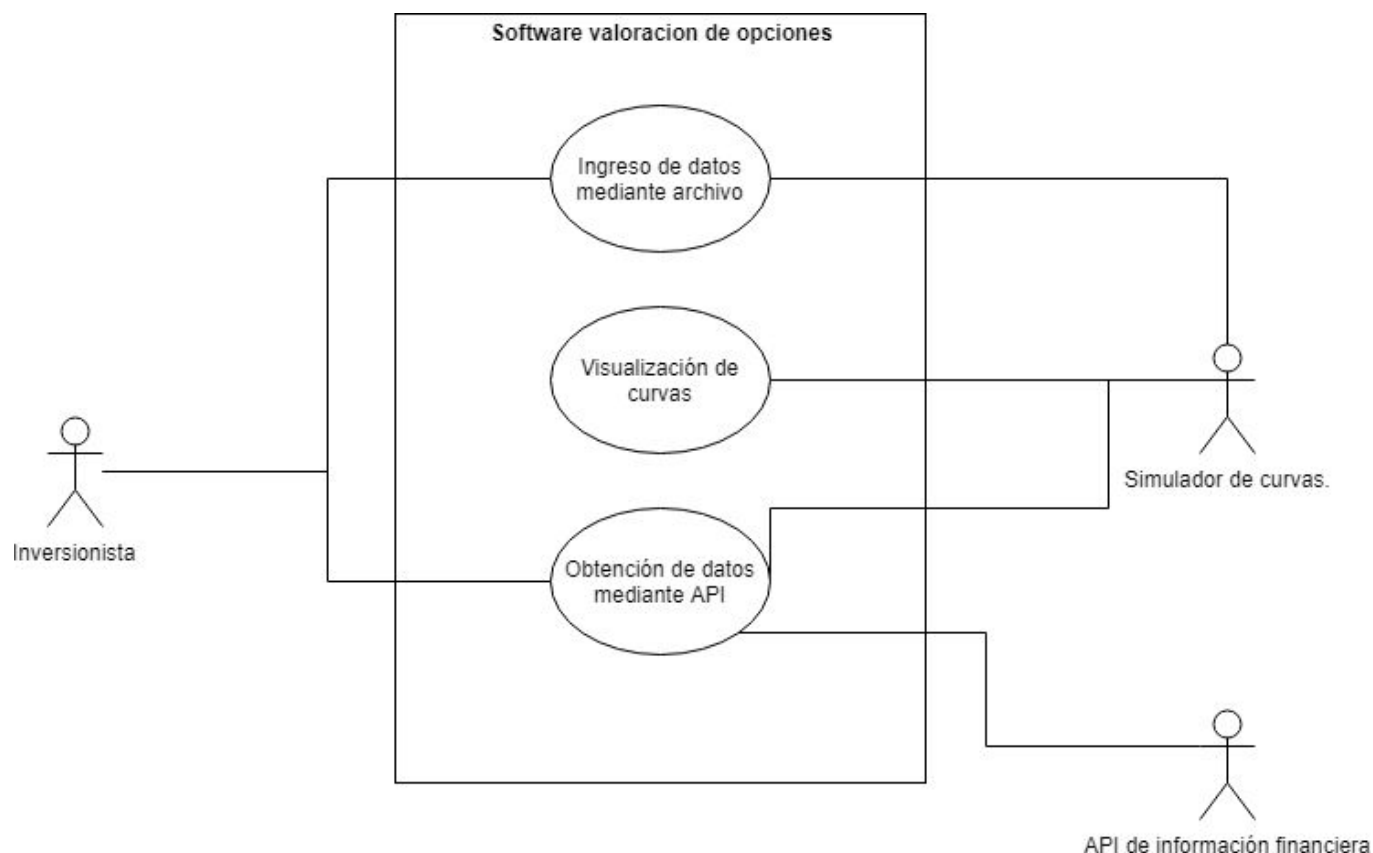 Software valoracion de opciones
Ingreso de datos
mediante archivo
Visualización de
curvas
Simulador de curvas.
Inversionista
Obtención de datos
mediante API
API de información financiera